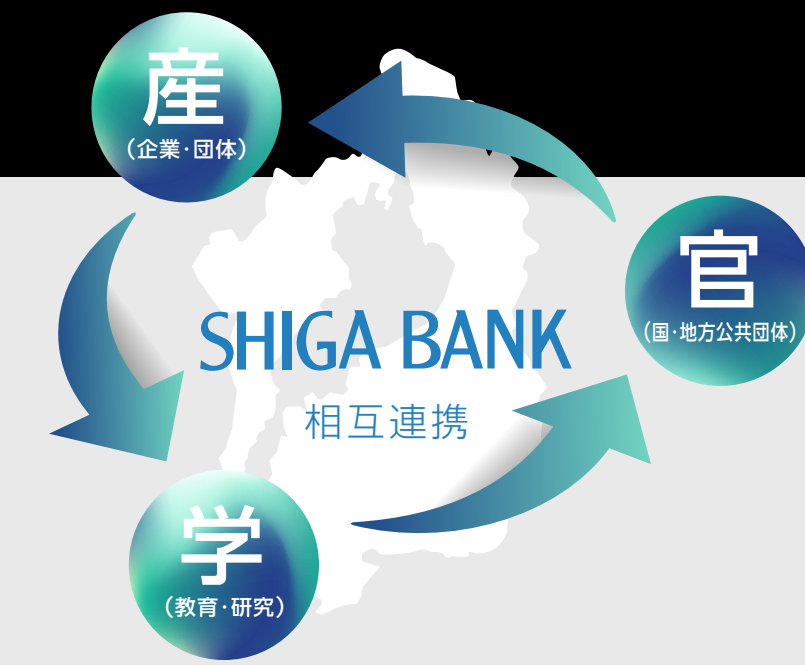 産
（企業・団体）
官
（国・地方公共団体）
SHIGA BANK
相互連携
学
（教育・研究）